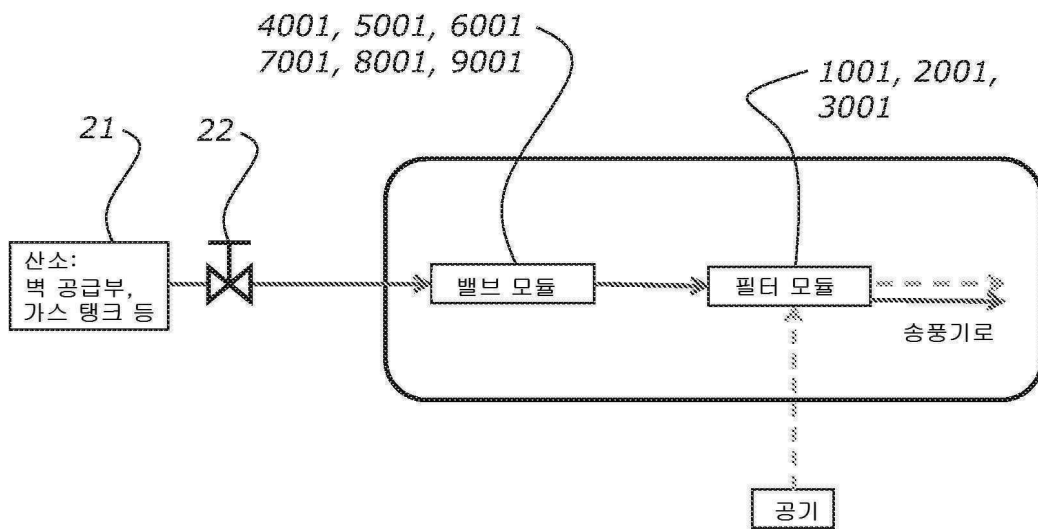 4001, 5001, 6001
7001, 8001, 9001
1001, 2001,
3001
21
22
산소:
벽 공급부,
가스 탱크 등
밸브 모듈
필터 모듈
송풍기로
공기